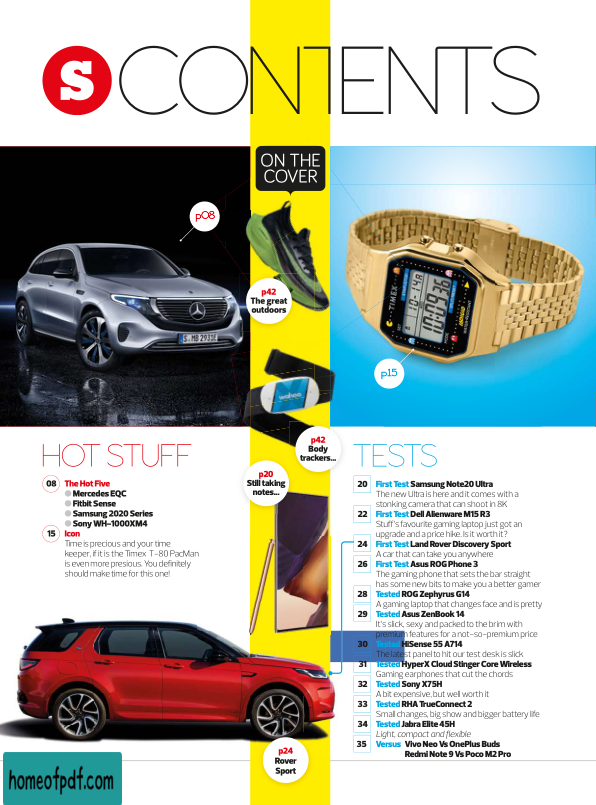 S CONTENTS
ON THE
COVER
p08
p42
The great
outdoors
TIMEX
p15
wahoo
p42
Body
trackers...
p20
Still taking
notes...
HOT STUFF
08 The Hot Five
Mercedes EQC
Fitbit Sense
Samsung 2020 Series
Sony WH-1000XM4
15 Icon
Time is precious and your time
keeper, if it is the Timex T-80 PacMan
is even more presious. You definitely
should make time for this one!
TESTS
20 First Test Samsung Note20 Ultra
The new Ultra is here and it comes with a
stonking camera that can shoot in 8K
22 First Test Dell Alienware M15 R3
Stuff's favourite gaming laptop just got an
upgrade and a price hike. Is it worth it?
24 First Test Land Rover Discovery Sport
A car that can take you anywhere
26 First Test Asus ROG Phone 3
The gaming phone that sets the bar straight
has some new bits to make you a better gamer
28 Tested ROG Zephyrus G14
A gaming laptop that changes face and is pretty
29 Tested Asus ZenBook 14
It's slick, sexy and packed to the brim with
premium features for a not-so-premium price
30 Tested HiSense 55 A714
The latest panel to hit our test desk is slick
31 Tested HyperX Cloud Stinger Core Wireless
Gaming earphones that cut the chords
32 Tested Sony X75H
A bit expensive, but well worth it
33 Tested RHA TrueConnect 2
Small changes, big show and bigger battery life
34 Tested Jabra Elite 45H
Light, compact and flexible
35 Versus Vivo Neo Vs OnePlus Buds
Redmi Note 9 Vs Poco M2 Pro
p24
Rover
Sport
homeofpdf.com